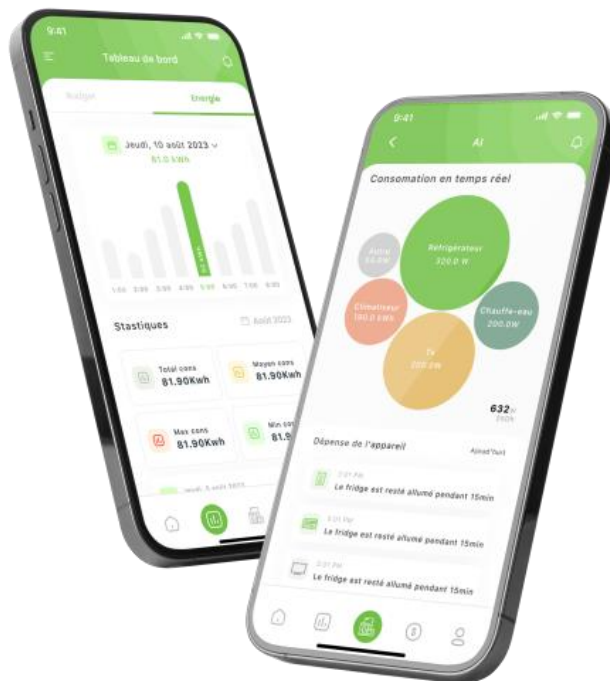 9:41
Tableau de bord
Budget
Energie
Jeudi, 10 août 2023
81.0 kWh
1:00 2:00 3:00 4:00 5:00 6:00 7:00 8:00
Stastiques
Août 2023
Total cons
81.90Kwh
Moyen cons
81.90Kwh
Max cons
81.90Kwh
Min cons
81.9
9:41
AI
Consomation en temps réel
Autre
Réfrigérateur
320.0 W
Climatiseur
Chauffe-eau
200.0W
Tv
200.0W
632
Dépense de l'appareil
Le fridge est resté allumé pendant 15min
Le fridge est resté allumé pendant 15min
Le fridge est resté allumé pendant 15min